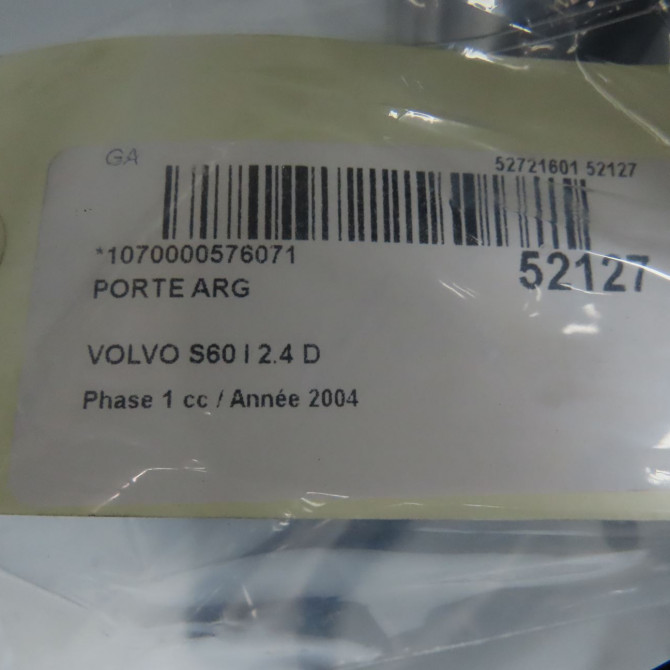 GA
52721601 52127
*1070000576071
52127
PORTE ARG
VOLVO S60 I 2.4 D
Phase 1 cc / Année 2004